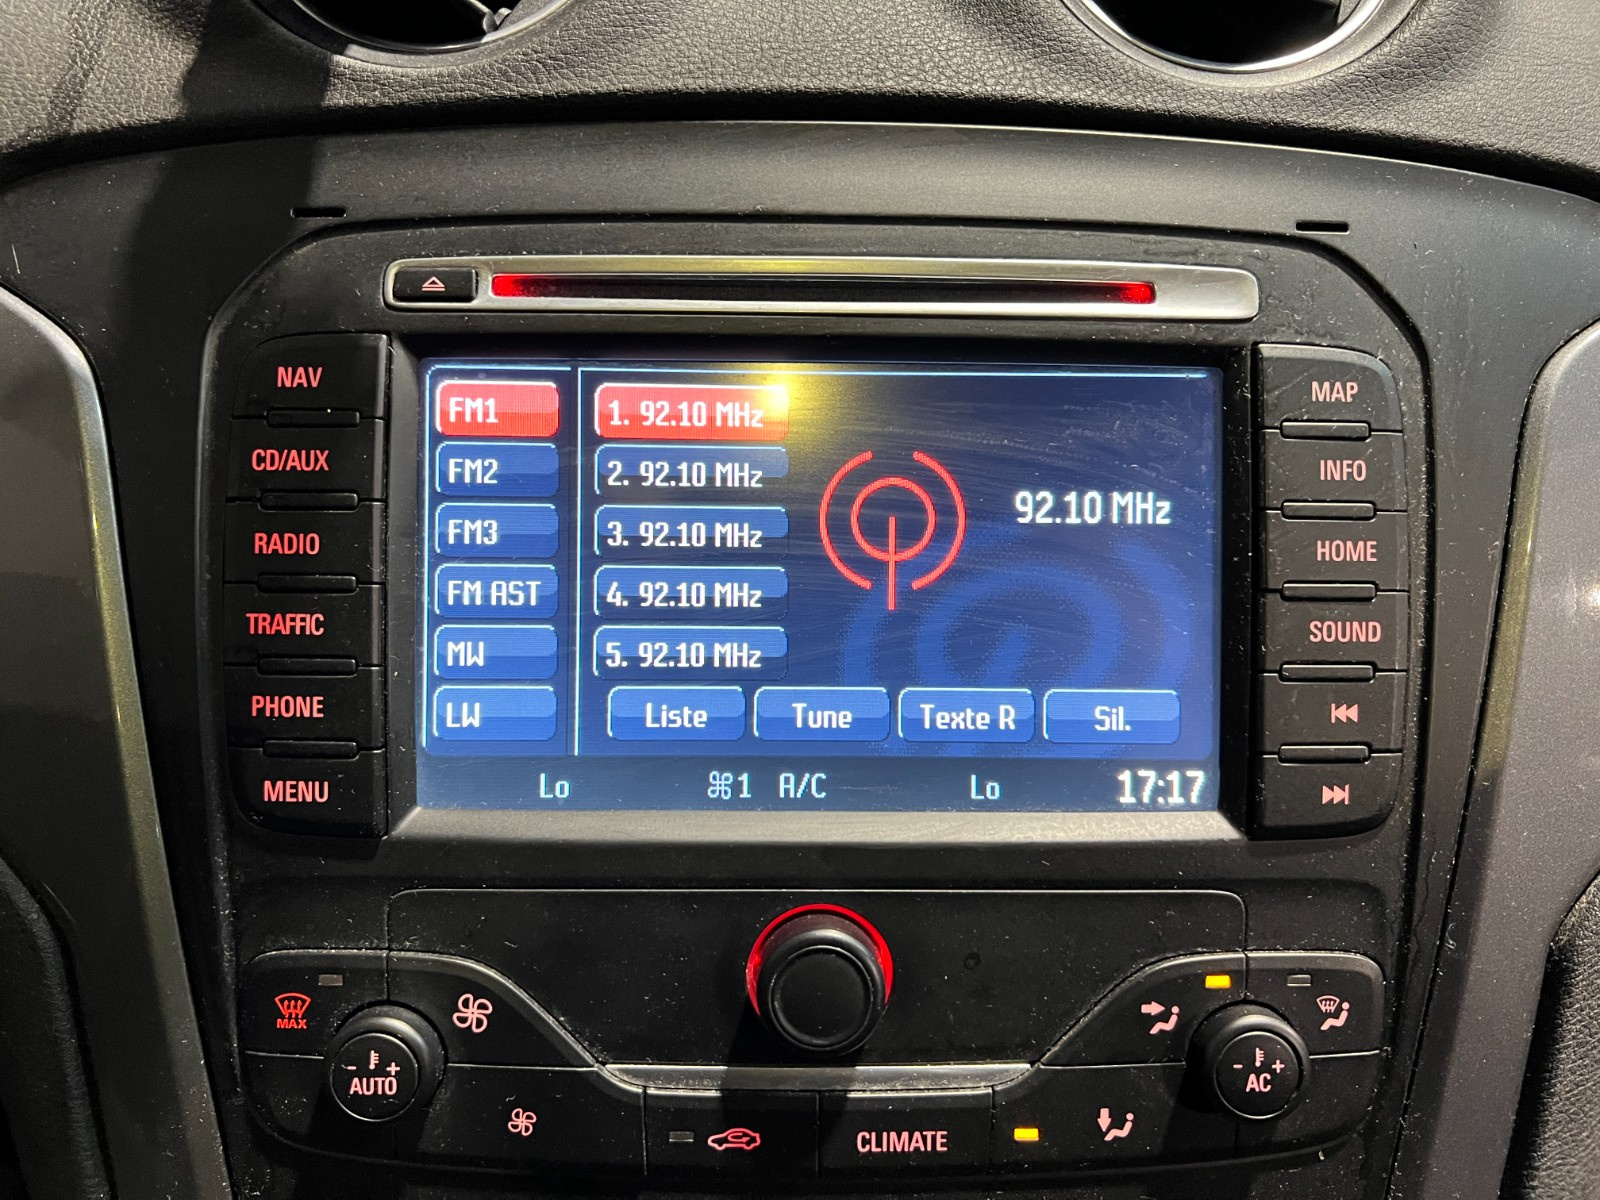 NAV
CD/AUX
RADIO
TRAFFIC
PHONE
MENU
FM1
FM2
FM3
FM AST
MW
LW
1. 92.10 MHz
2. 92.10 MHz
3. 92.10 MHz
4. 92.10 MHz
5. 92.10 MHz
92.10 MHz
Liste Tune Texte R Sil.
Lo 1 A/C Lo 17:17
MAP
INFO
HOME
SOUND
MAX
- +
AUTO
CLIMATE
- +
AC